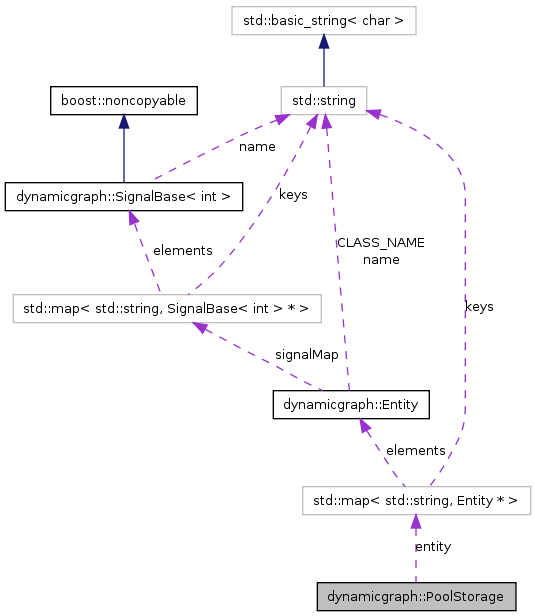 std::basic_string< char >
boost::noncopyable
std::string
name
dynamicgraph::SignalBase< int >
keys
CLASS_NAME
name
elements
std::map< std::string, SignalBase< int > * >
keys
signalMap
dynamicgraph::Entity
elements
std::map< std::string, Entity * >
entity
dynamicgraph::PoolStorage